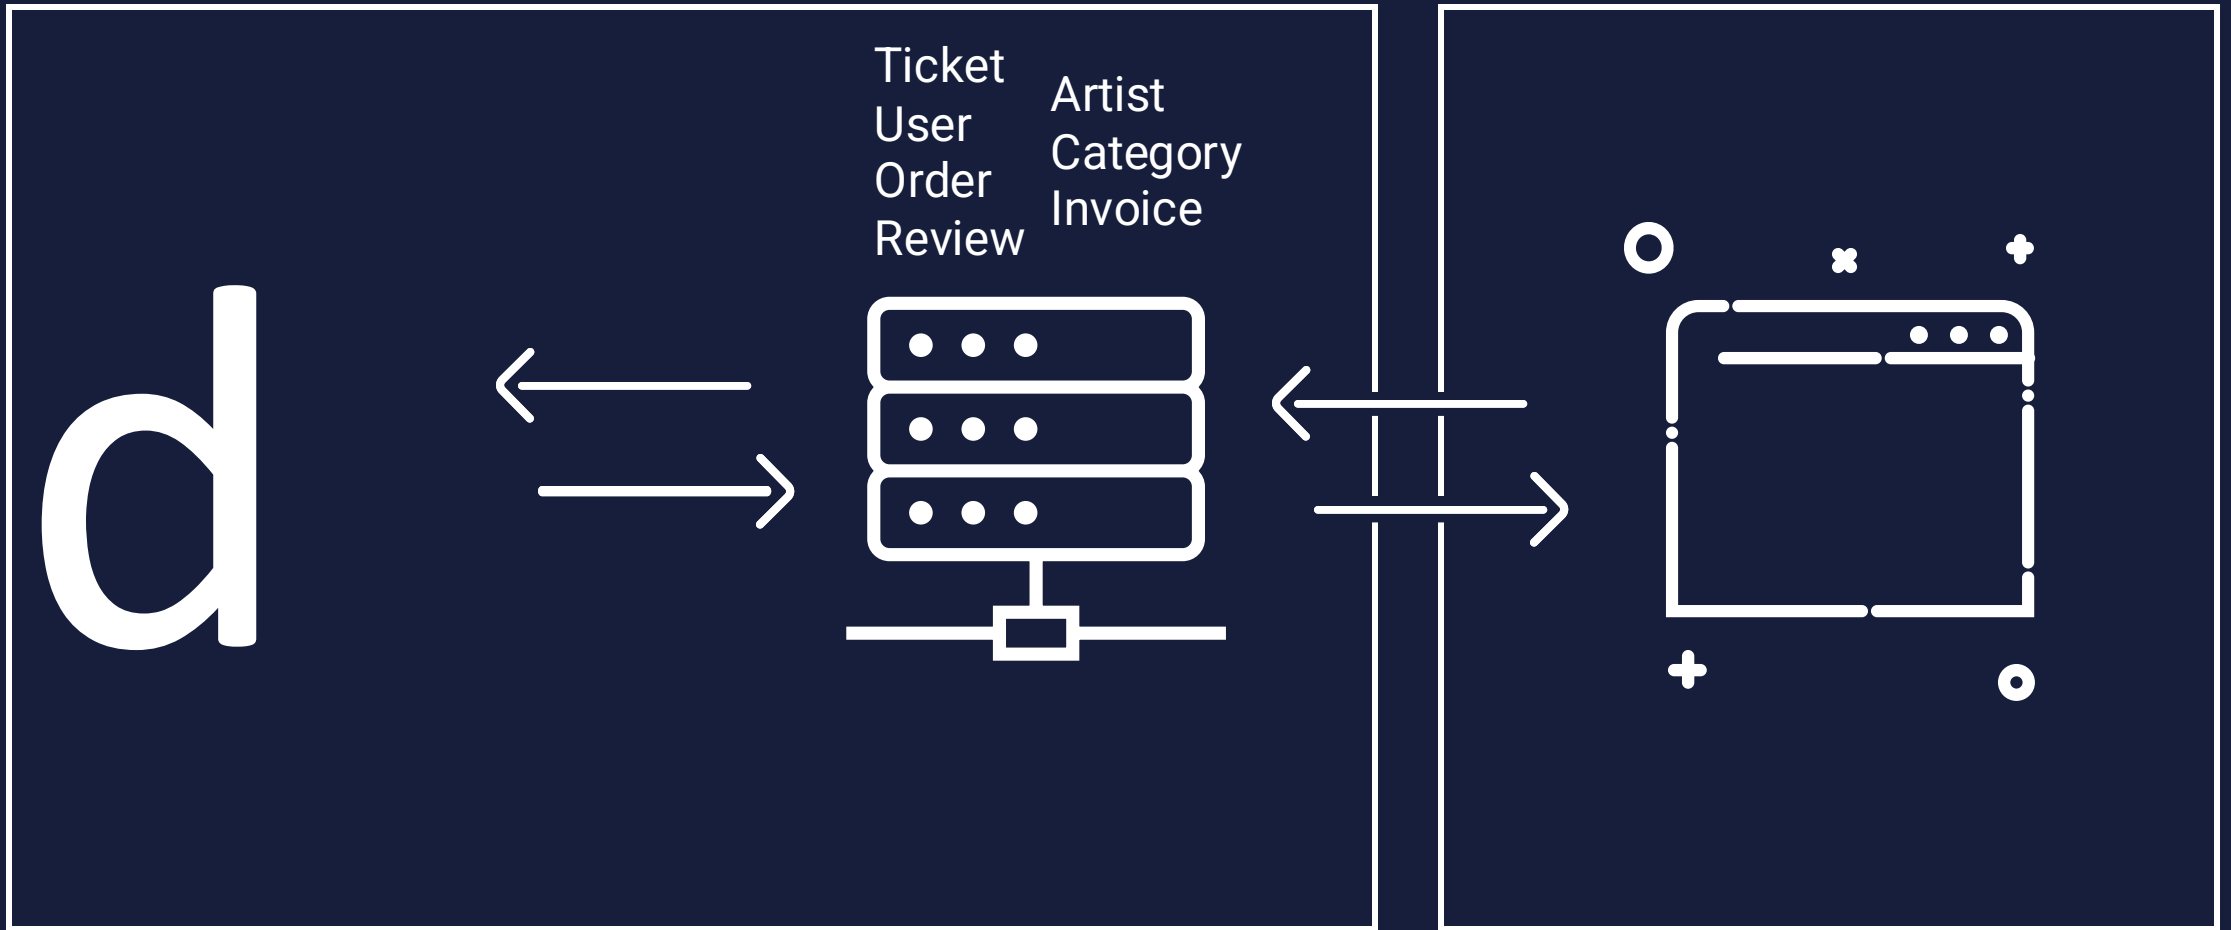 Ticket
User
Order
Review
Artist
Category
Invoice
d